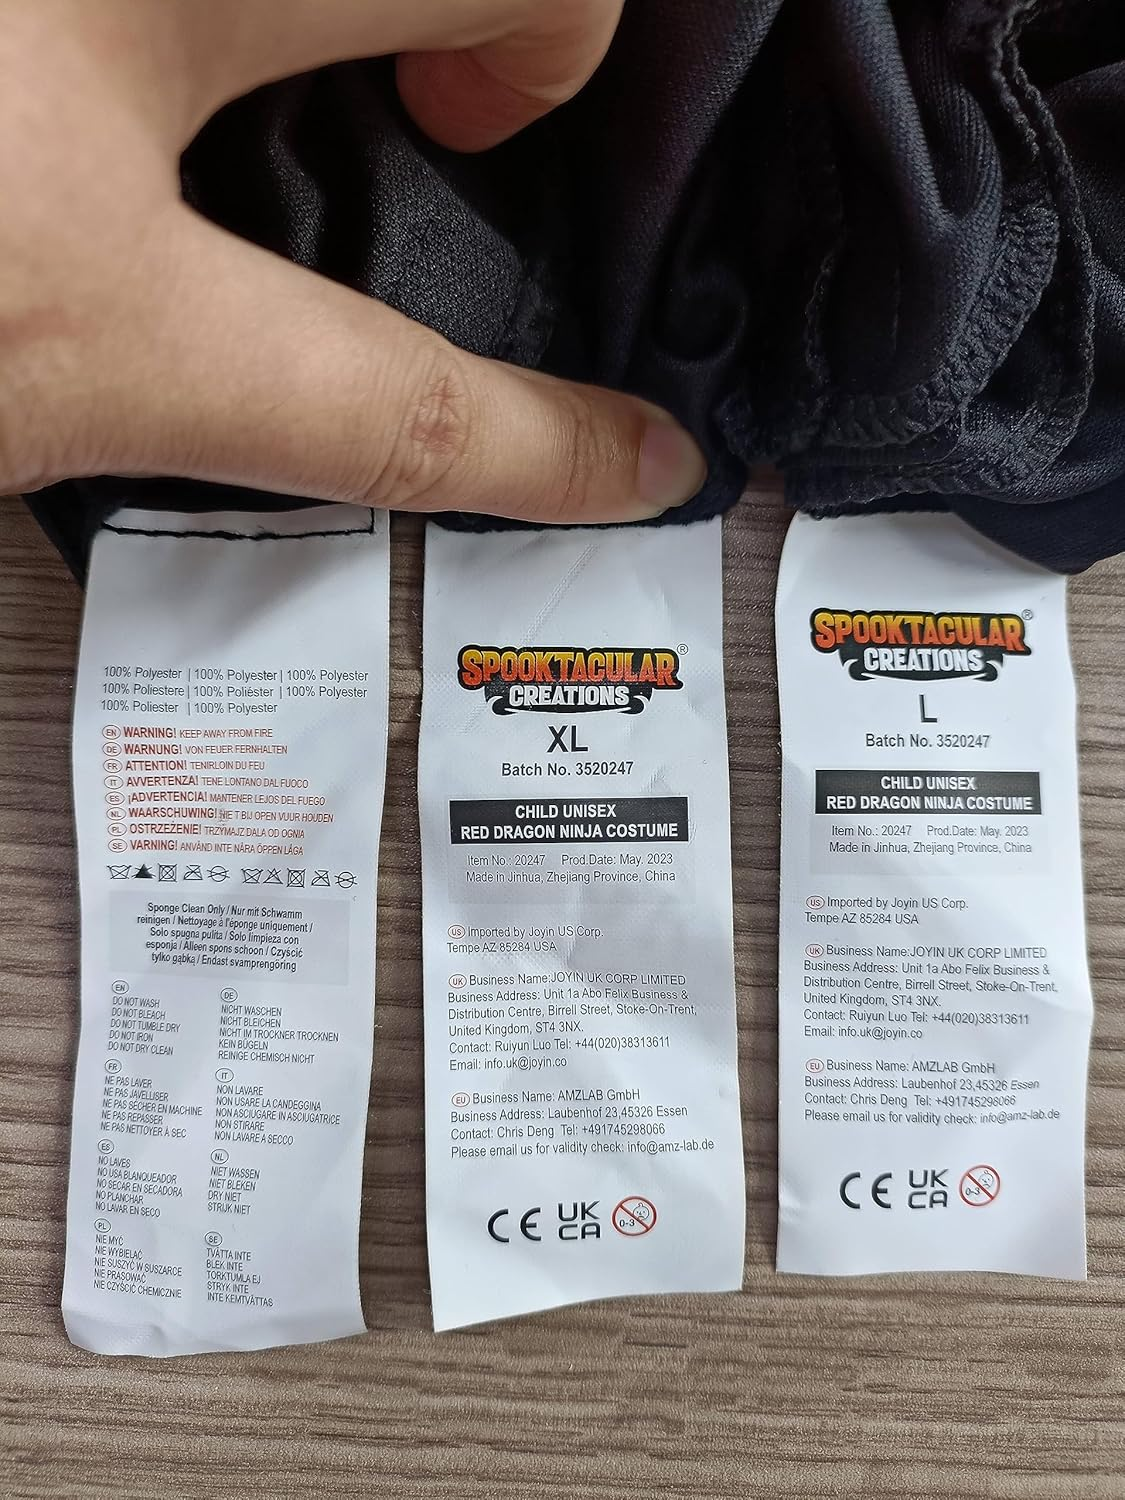 100% Polyester | 100% Polyester | 100% Polyester
100% Poliestere | 100% Poliéster | 100% Polyester
100% Poliester | 100% Polyester
EN WARNING! KEEP AWAY FROM FIRE
DE WARNUNG! VON FEUER FERNHALTEN
FR ATTENTION! TENIRLOIN DU FEU
IT AVVERTENZA! TENE LONTANO DAL FUOCO
ES ¡ADVERTENCIA! MANTENER LEJOS DEL FUEGO
NL WAARSCHUWING! NIE T BIJ OPEN VUUR HOUDEN
PL OSTRZEŻENIE! TRZYMAJZ DALA OD OGNIA
SE VARNING! ANVÄND INTE NÄRA ÖPPEN LÅGA
Sponge Clean Only / Nur mit Schwamm
reinigen / Nettoyage à l'éponge uniquement /
Solo spugna pulita / Solo limpieza con
esponja / Alleen spons schoon / Czyścić
tylko gąbką / Endast svamprengöring
EN
DO NOT WASH
DO NOT BLEACH
DO NOT TUMBLE DRY
DO NOT IRON
DO NOT DRY CLEAN
DE
NICHT WASCHEN
NICHT BLEICHEN
NICHT IM TROCKNER TROCKNEN
KEIN BÜGELN
REINIGE CHEMISCH NICHT
FR
NE PAS LAVER
NE PAS JAVELLISER
NE PAS SÉCHER EN MACHINE
NE PAS REPASSER
NE PAS NETTOYER À SEC
IT
NON LAVARE
NON USARE LA CANDEGGINA
NON ASCIUGARE IN ASCIUGATRICE
NON STIRARE
NON LAVARE A SECCO
ES
NO LAVES
NO USA BLANQUEADOR
NO SECAR EN SECADORA
NO PLANCHAR
NO LAVAR EN SECO
NL
NIET WASSEN
NIET BLEKEN
DRY NIET
STRIJK NIET
PL
NIE MYĆ
NIE WYBIELAĆ
NIE SUSZYĆ W SUSZARCE
NIE PRASOWAĆ
NIE CZYŚCIĆ CHEMICZNIE
SE
TVÄTTA INTE
BLEK INTE
TORKTUMLA EJ
STRYK INTE
INTE KEMTVÄTTAS
SPOOKTACULAR®
CREATIONS
XL
Batch No. 3520247
CHILD UNISEX
RED DRAGON NINJA COSTUME
Item No.: 20247 Prod.Date: May. 2023
Made in Jinhua, Zhejiang Province, China
US Imported by Joyin US Corp.
Tempe AZ 85284 USA
UK Business Name:JOYIN UK CORP LIMITED
Business Address: Unit 1a Abo Felix Business &
Distribution Centre, Birrell Street, Stoke-On-Trent,
United Kingdom, ST4 3NX.
Contact: Ruiyun Luo Tel: +44(020)38313611
Email: info.uk@joyin.co
EU Business Name: AMZLAB GmbH
Business Address: Laubenhof 23,45326 Essen
Contact: Chris Deng Tel: +491745298066
Please email us for validity check: info@amz-lab.de
CE UK
CA 0-3
SPOOKTACULAR®
CREATIONS
L
Batch No. 3520247
CHILD UNISEX
RED DRAGON NINJA COSTUME
Item No.: 20247 Prod.Date: May. 2023
Made in Jinhua, Zhejiang Province, China
US Imported by Joyin US Corp.
Tempe AZ 85284 USA
UK Business Name:JOYIN UK CORP LIMITED
Business Address: Unit 1a Abo Felix Business &
Distribution Centre, Birrell Street, Stoke-On-Trent,
United Kingdom, ST4 3NX.
Contact: Ruiyun Luo Tel: +44(020)38313611
Email: info.uk@joyin.co
EU Business Name: AMZLAB GmbH
Business Address: Laubenhof 23,45326 Essen
Contact: Chris Deng Tel: +491745298066
Please email us for validity check: info@amz-lab.de
CE UK
CA 0-3